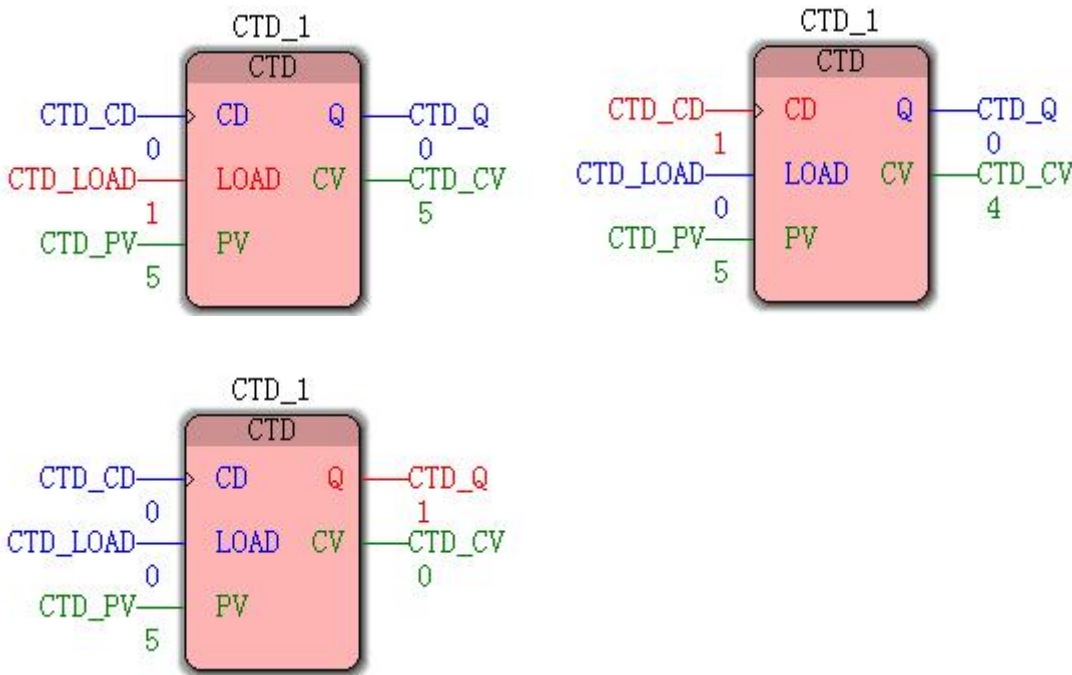 CTD_1
CTD
CTD_CD CD Q CTD_Q
0 0
CTD_LOAD LOAD CV CTD_CV
1 5
CTD_PV PV
5
CTD_1
CTD
CTD_CD CD Q CTD_Q
1 0
CTD_LOAD LOAD CV CTD_CV
0 4
CTD_PV PV
5
CTD_1
CTD
CTD_CD CD Q CTD_Q
0 1
CTD_LOAD LOAD CV CTD_CV
0 0
CTD_PV PV
5